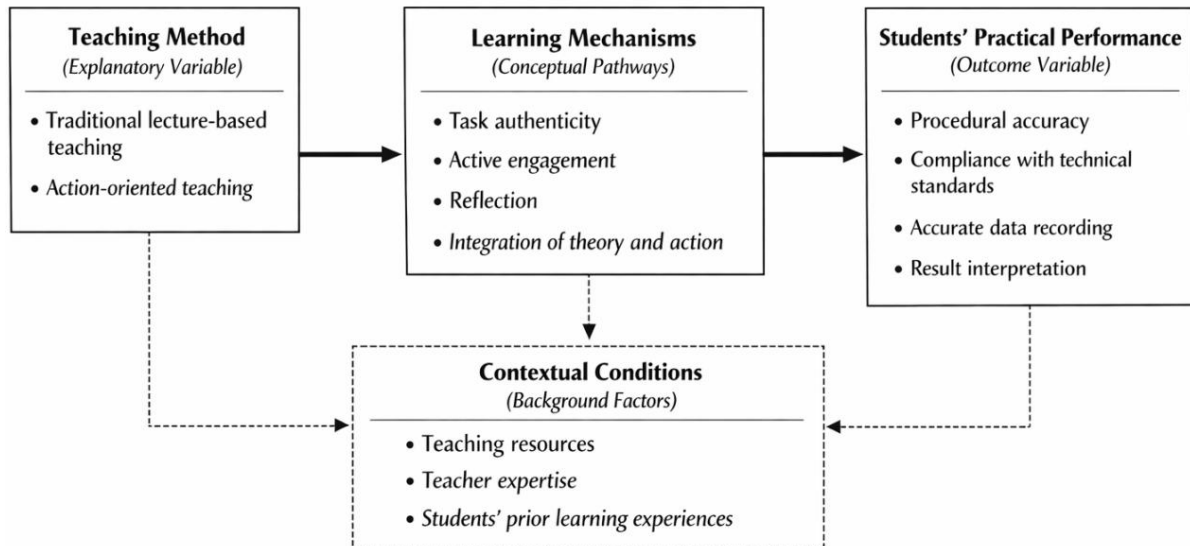 Teaching Method
(Explanatory Variable)
• Traditional lecture-based
teaching
• Action-oriented teaching
Learning Mechanisms
(Conceptual Pathways)
• Task authenticity
• Active engagement
• Reflection
• Integration of theory and action
Students’ Practical Performance
(Outcome Variable)
• Procedural accuracy
• Compliance with technical
standards
• Accurate data recording
• Result interpretation
Contextual Conditions
(Background Factors)
• Teaching resources
• Teacher expertise
• Students’ prior learning experiences